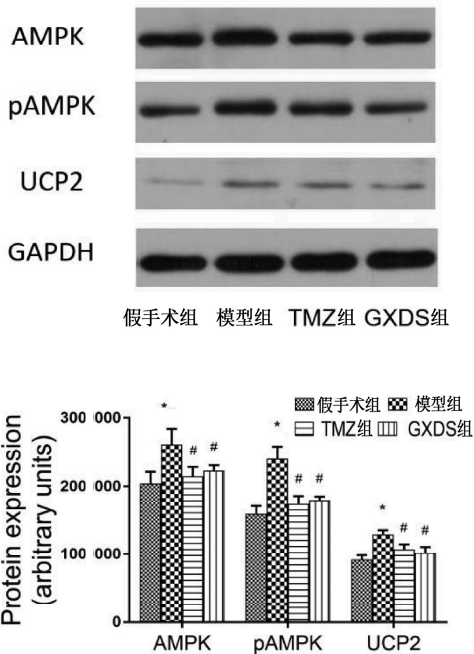 AMPK
pAMPK
UCP2
GAPDH
假手术组 模型组 TMZ组 GXDS组
假手术组 模型组
TMZ组 GXDS组
Protein expression
(arbitrary units)
300 000
200 000
100 000
0
* # #
* # #
* # #
AMPK pAMPK UCP2